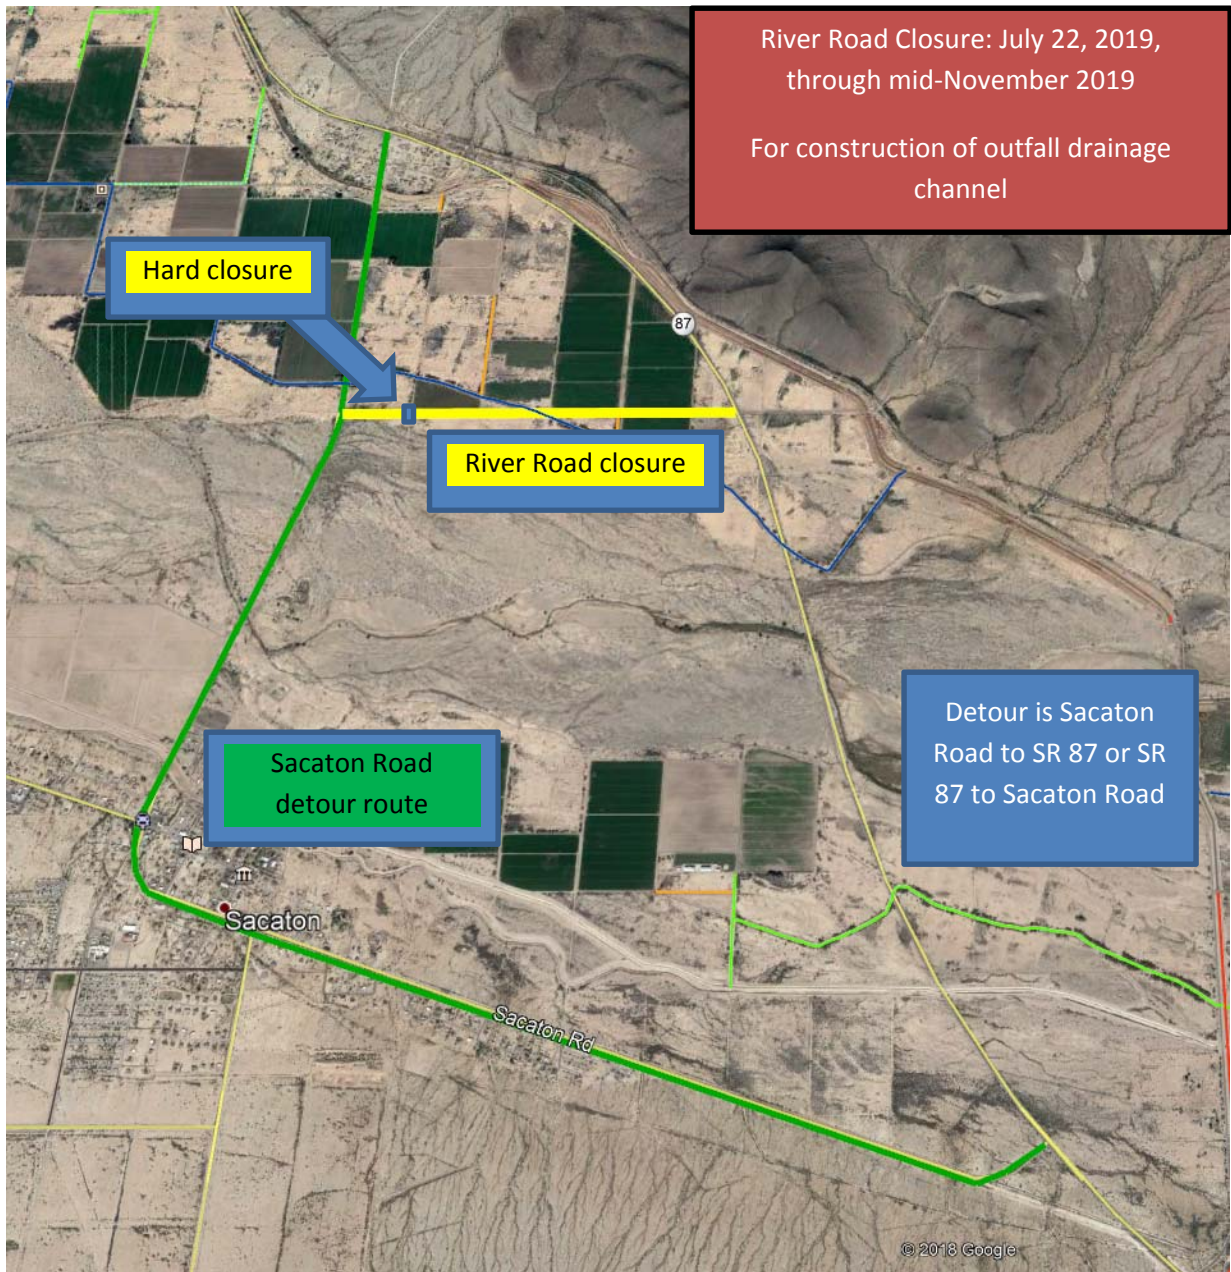 River Road Closure: July 22, 2019,
through mid-November 2019
For construction of outfall drainage
channel
Hard closure
87
River Road closure
Detour is Sacaton
Road to SR 87 or SR
87 to Sacaton Road
Sacaton Road
detour route
Sacaton
Sacaton Rd
© 2018 Google